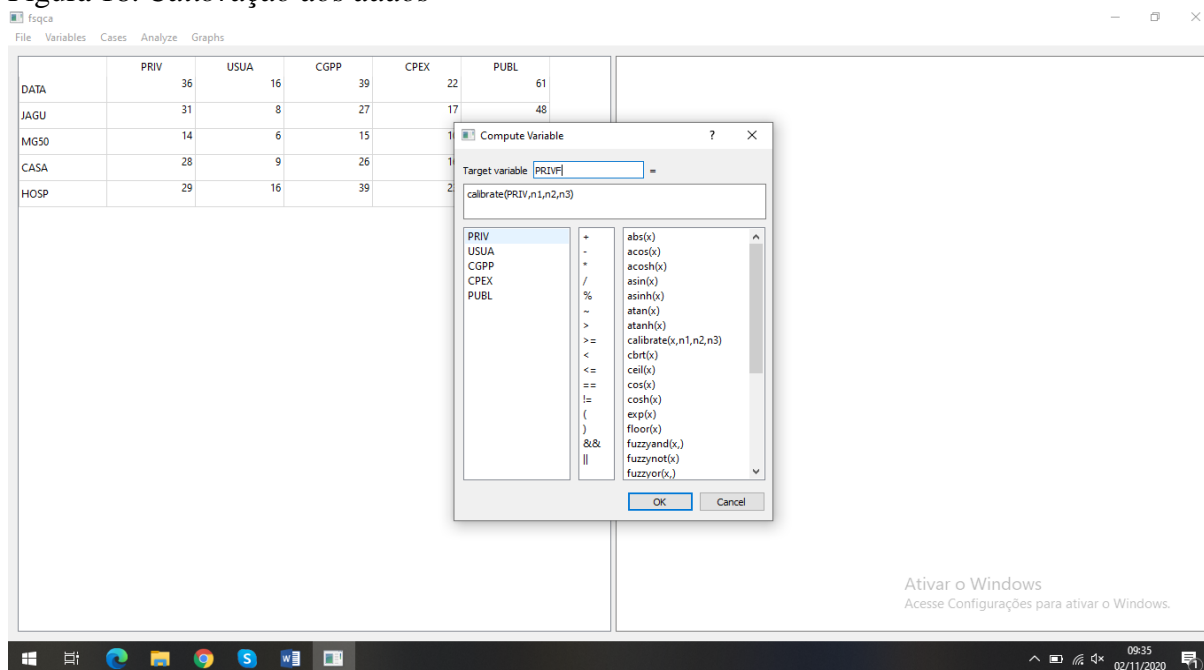 fsqca
File Variables Cases Analyze Graphs
PRIV USUA CGPP CPEX PUBL
DATA 36 16 39 22 61
JAGU 31 8 27 17 48
MG50 14 6 15
CASA 28 9 26
HOSP 29 16 39
Compute Variable ? ×
Target variable PRIVF =
calibrate(PRIV,n1,n2,n3)
PRIV
USUA
CGPP
CPEX
PUBL
+
-
*
/
%
~
>
>=
<
<=
==
!=
(
)
&&
||
abs(x)
acos(x)
acosh(x)
asin(x)
asinh(x)
atan(x)
atanh(x)
calibrate(x,n1,n2,n3)
cbrt(x)
ceil(x)
cos(x)
cosh(x)
exp(x)
floor(x)
fuzzyand(x,)
fuzzynot(x)
fuzzyor(x,)
OK Cancel
Ativar o Windows
Acesse Configurações para ativar o Windows.
09:35
02/11/2020